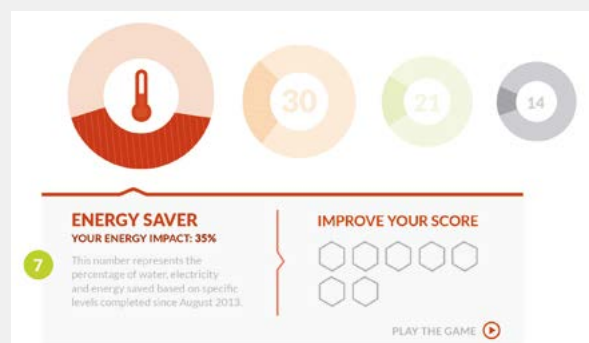 30
21
14
ENERGY SAVER
YOUR ENERGY IMPACT: 35%
7
This number represents the
percentage of water, electricity
and energy saved based on specific
levels completed since August 2013.
IMPROVE YOUR SCORE
PLAY THE GAME